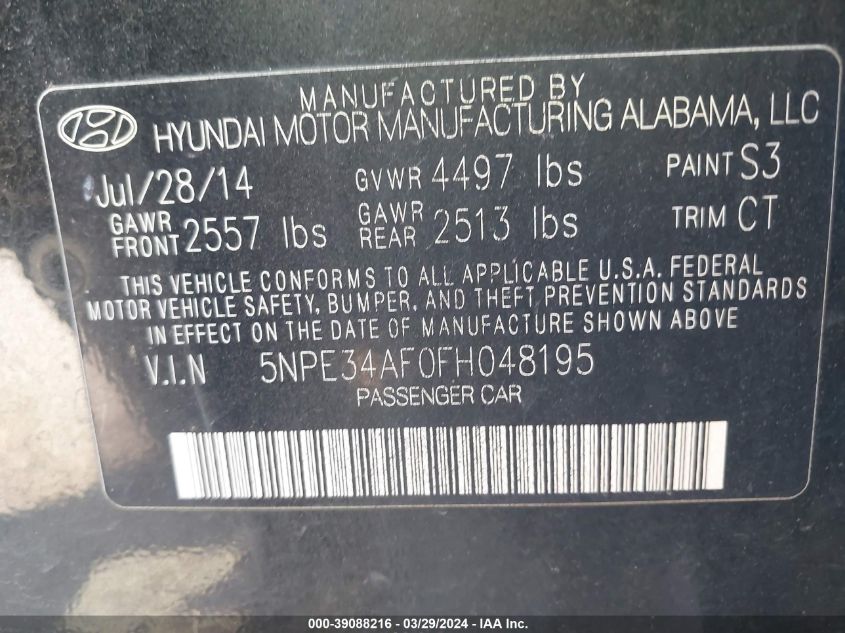 MANUFACTURED BY
HYUNDAI MOTOR MANUFACTURING ALABAMA, LLC
Jul/28/14 GVWR 4497 lbs PAINT S3
GAWR FRONT 2557 lbs GAWR REAR 2513 lbs TRIM CT
THIS VEHICLE CONFORMS TO ALL APPLICABLE U.S.A. FEDERAL
MOTOR VEHICLE SAFETY, BUMPER, AND THEFT PREVENTION STANDARDS
IN EFFECT ON THE DATE OF MANUFACTURE SHOWN ABOVE
V.I.N 5NPE34AF0FH048195
PASSENGER CAR
000-39088216 - 03/29/2024 - IAA Inc.